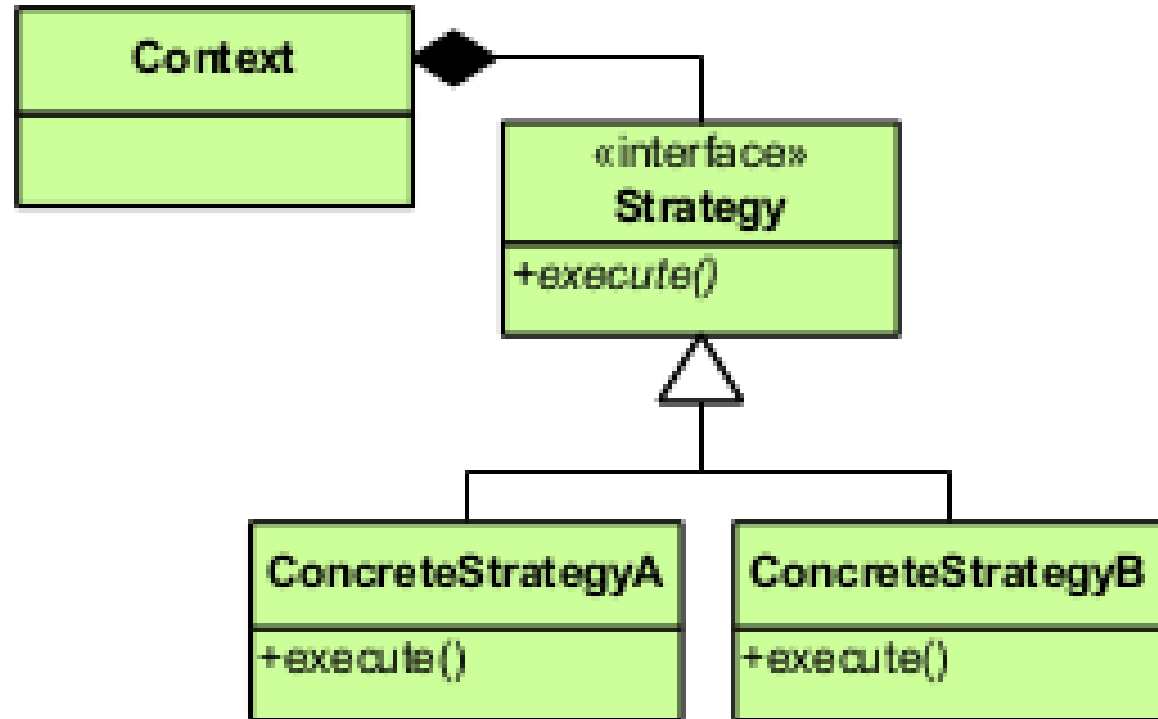 Context
«interface»
Strategy
+execute()
ConcreteStrategyA
+execute()
ConcreteStrategyB
+execute()